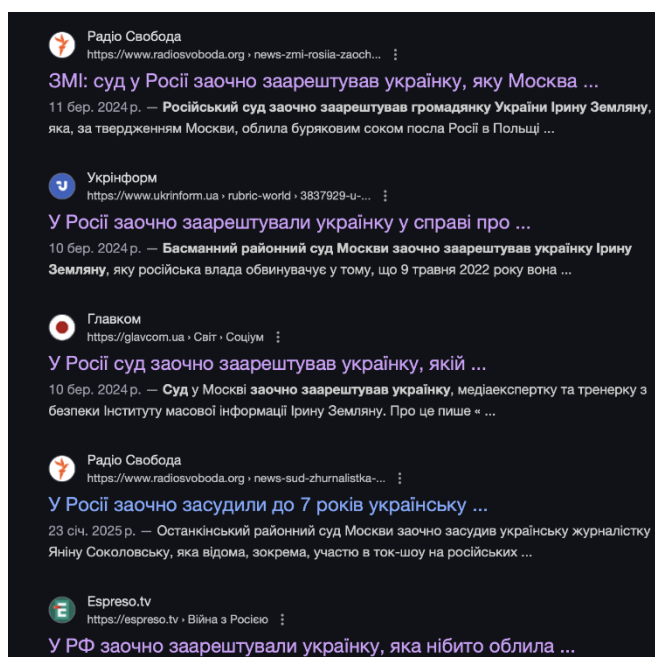 Радіо Свобода
https://www.radiosvoboda.org › news-zmi-rosiia-zaoch...
ЗМІ: суд у Росії заочно заарештував українку, яку Москва ...
11 бер. 2024 р. — Російський суд заочно заарештував громадянку України Ірину Земляну,
яка, за твердженням Москви, облила буряковим соком посла Росії в Польщі ...
Укрінформ
https://www.ukrinform.ua › rubric-world › 3837929-u-...
У Росії заочно заарештували українку у справі про ...
10 бер. 2024 р. — Басманний районний суд Москви заочно заарештував українку Ірину
Земляну, яку російська влада обвинувачує у тому, що 9 травня 2022 року вона ...
Главком
https://glavcom.ua › Світ › Соціум
У Росії суд заочно заарештував українку, якій ...
10 бер. 2024 р. — Суд у Москві заочно заарештував українку, медіаекспертку та тренерку з
безпеки Інституту масової інформації Ірину Земляну. Про це пише « ...
Радіо Свобода
https://www.radiosvoboda.org › news-sud-zhurnalistka-...
У Росії заочно засудили до 7 років українську ...
23 січ. 2025 р. — Останкінський районний суд Москви заочно засудив українську журналістку
Яніну Соколовську, яка відома, зокрема, участю в ток-шоу на російських ...
Espreso.tv
https://espreso.tv › Війна з Росією
У РФ заочно заарештували українку, яка нібито облила ...